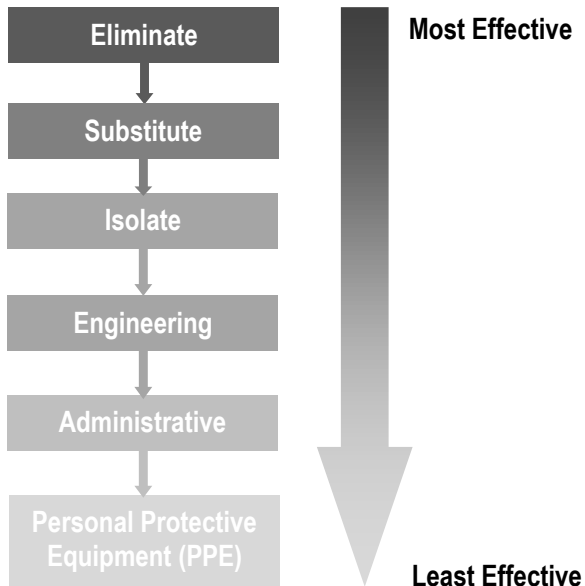 Eliminate
Most Effective
Substitute
Isolate
Engineering
Administrative
Personal Protective
Equipment (PPE)
Least Effective